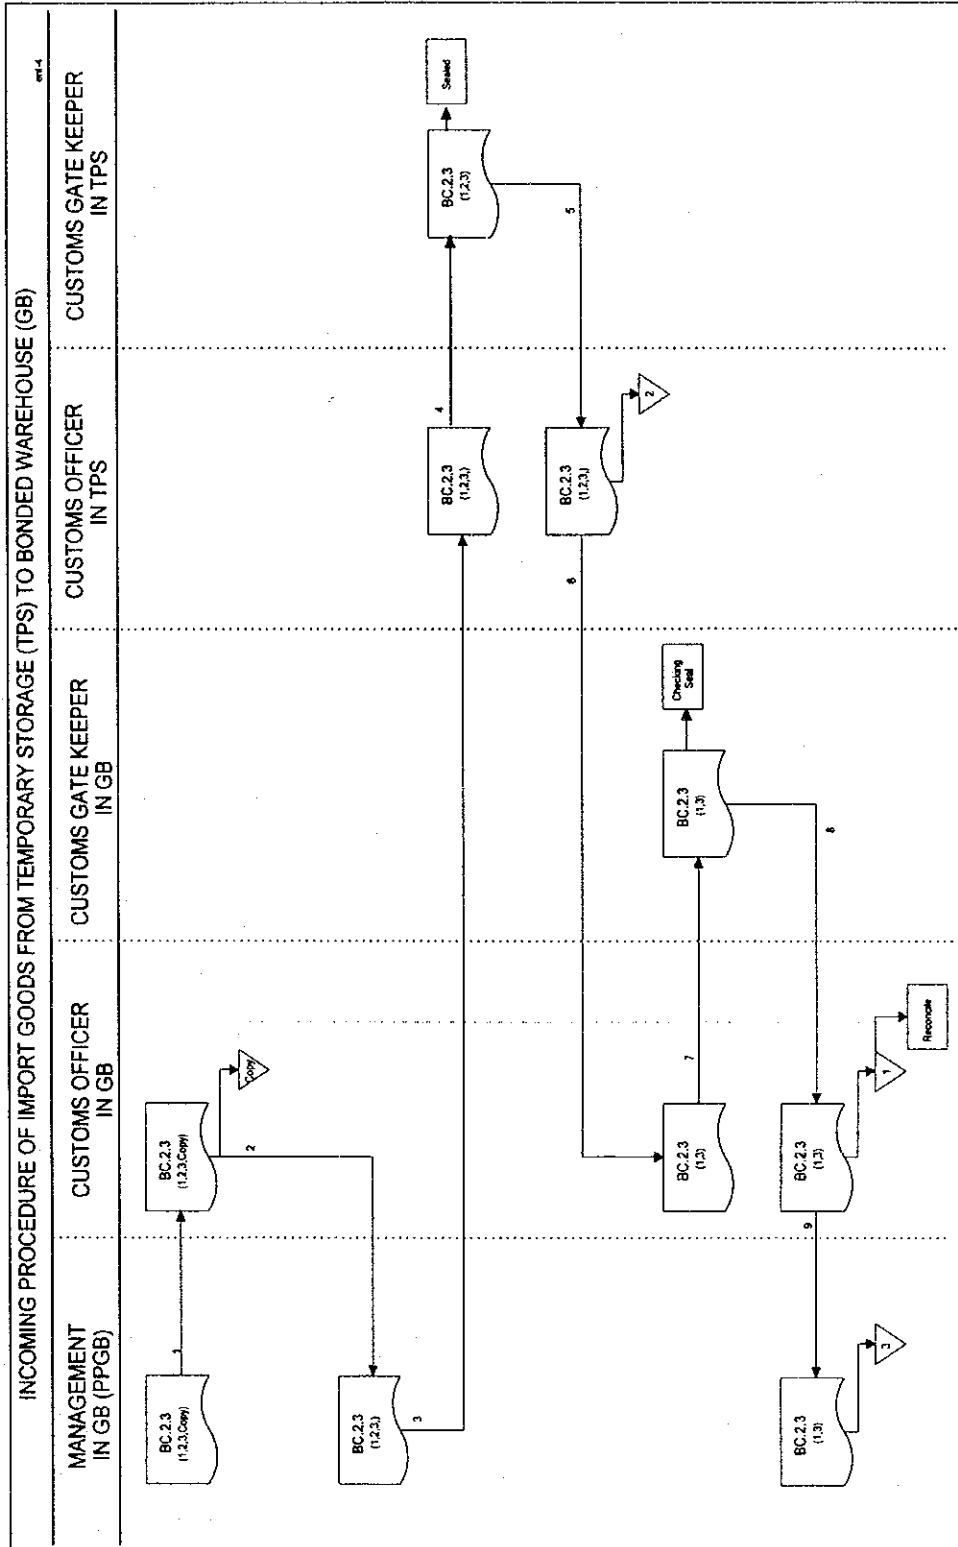 INCOMING PROCEDURE OF IMPORT GOODS FROM TEMPORARY STORAGE (TPS) TO BONDED WAREHOUSE (GB)
MANAGEMENT
IN GB (PPGB)
CUSTOMS OFFICER
IN GB
CUSTOMS GATE KEEPER
IN GB
CUSTOMS OFFICER
IN TPS
CUSTOMS GATE KEEPER
IN TPS
BC.2.3
(1,2,3,Copy)
1
BC.2.3
(1,2,3,Copy)
Copy
2
BC.2.3
(1,2,3,)
3
BC.2.3
(1,2,3,)
4
BC.2.3
(1,2,3)
Sealed
5
BC.2.3
(1,2,3,)
2
6
BC.2.3
(1,3)
7
BC.2.3
(1,3)
Checking
Seal
8
BC.2.3
(1,3)
1
Reconcile
9
BC.2.3
(1,3)
3